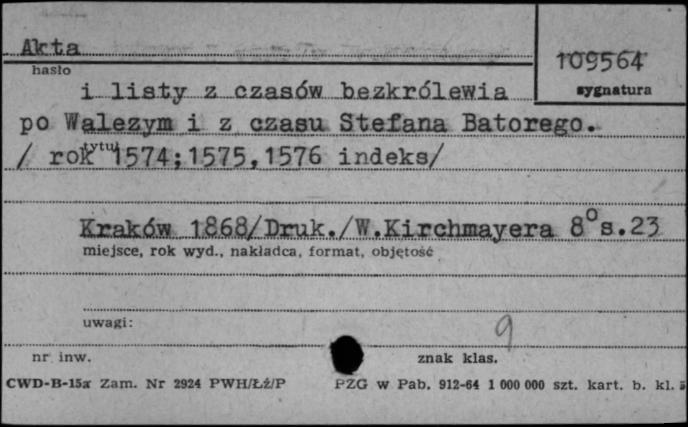 Akta
109564
hasło
sygnatura
i listy z czasów bezkrólewia
po Walezym i z czasu Stefana Batorego.
tytuł
/ rok 1574;1575,1576 indeks/
Kraków 1868/Druk./W.Kirchmayera 8° s.23
miejsce, rok wyd., nakładca, format, objętość
uwagi:
9
nr inw.
znak klas.
CWD-B-15a Zam. Nr 2924 PWH/Łź/P PZG w Pab. 912-64 1 000 000 szt. kart. b. kl.